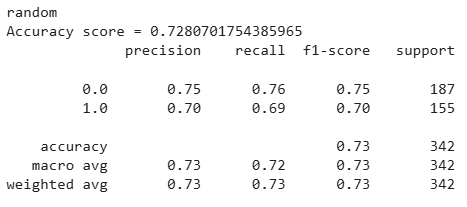 random
Accuracy score = 0.7280701754385965
precision recall f1-score support
0.0 0.75 0.76 0.75 187
1.0 0.70 0.69 0.70 155
accuracy 0.73 342
macro avg 0.73 0.72 0.73 342
weighted avg 0.73 0.73 0.73 342